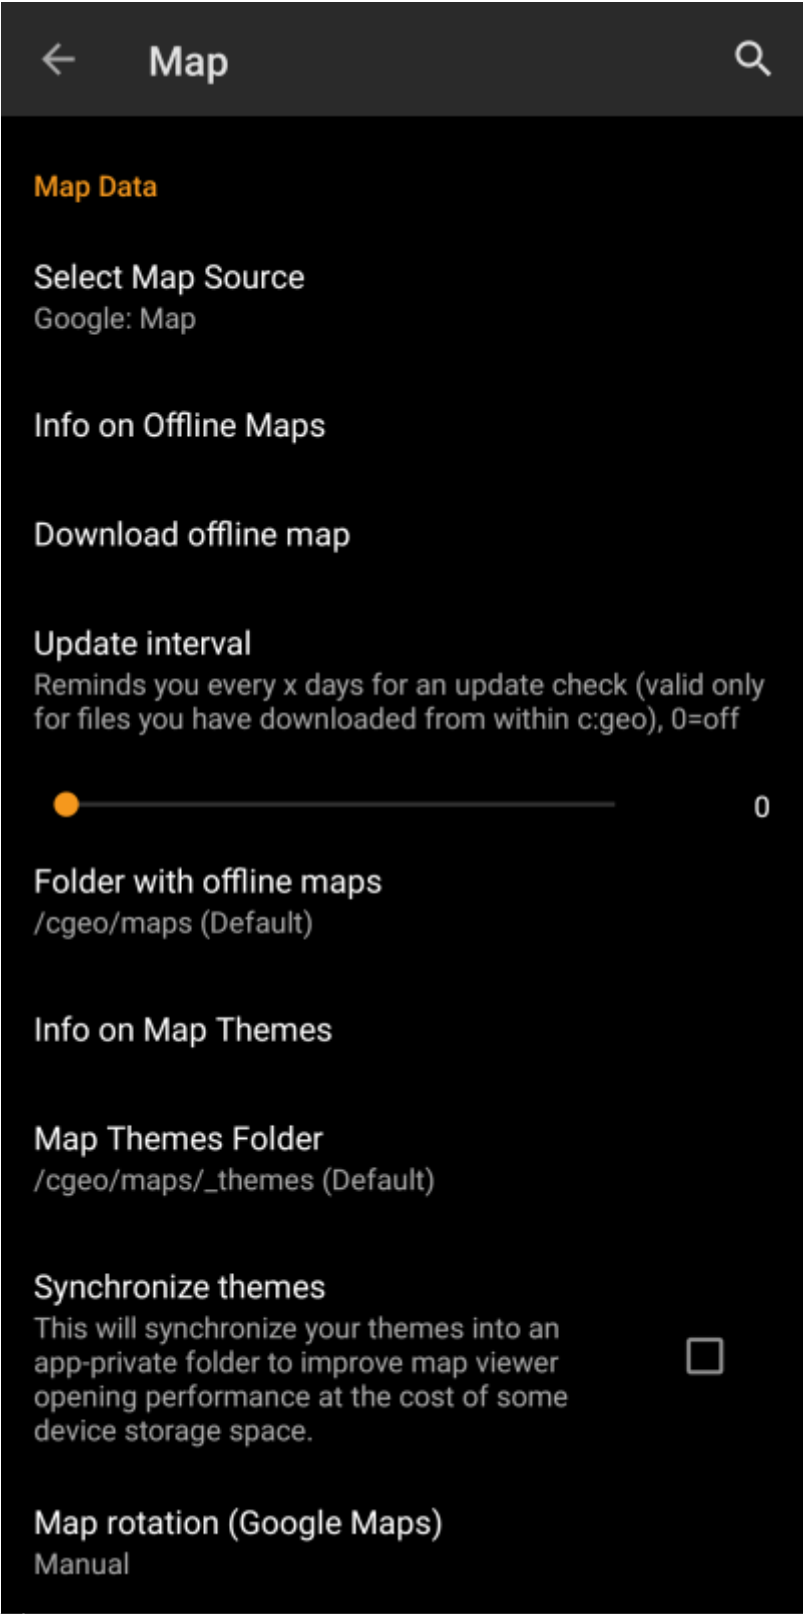 Map
Map Data
Select Map Source
Google: Map
Info on Offline Maps
Download offline map
Update interval
Reminds you every x days for an update check (valid only
for files you have downloaded from within c:geo), 0=off
0
Folder with offline maps
/cgeo/maps (Default)
Info on Map Themes
Map Themes Folder
/cgeo/maps/_themes (Default)
Synchronize themes
This will synchronize your themes into an
app-private folder to improve map viewer
opening performance at the cost of some
device storage space.
Map rotation (Google Maps)
Manual